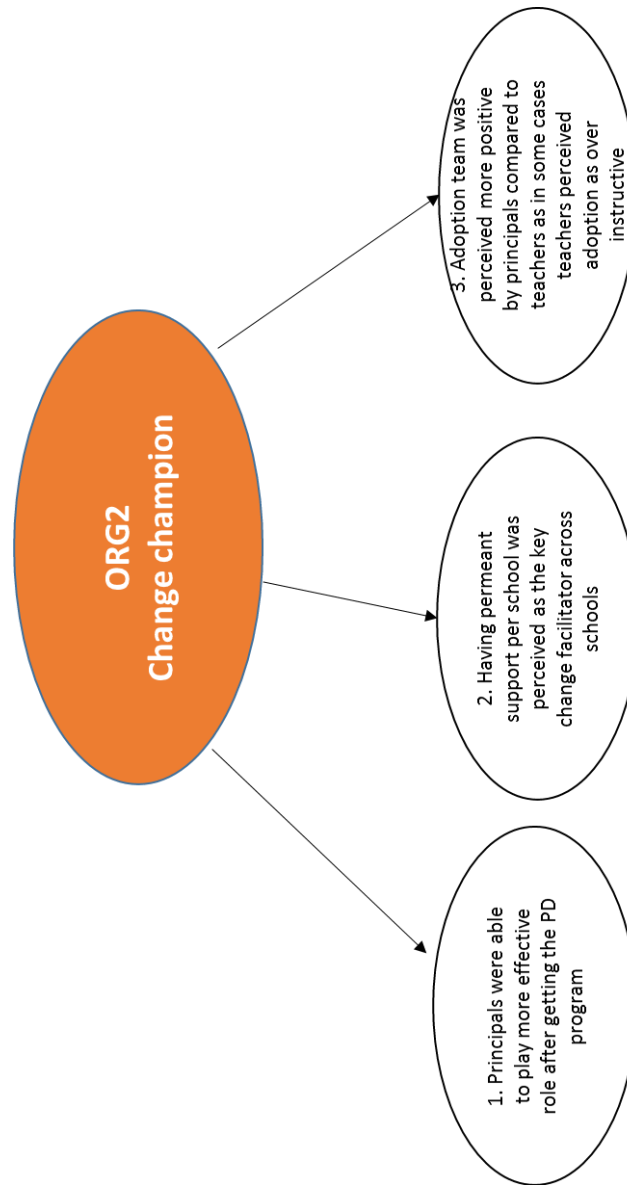 ORG2
Change champion
1. Principals were able
to play more effective
role after getting the PD
program
2. Having permeant
support per school was
perceived as the key
change facilitator across
schools
3. Adoption team was
perceived more positive
by principals compared to
teachers as in some cases
teachers perceived
adoption as over
instructive